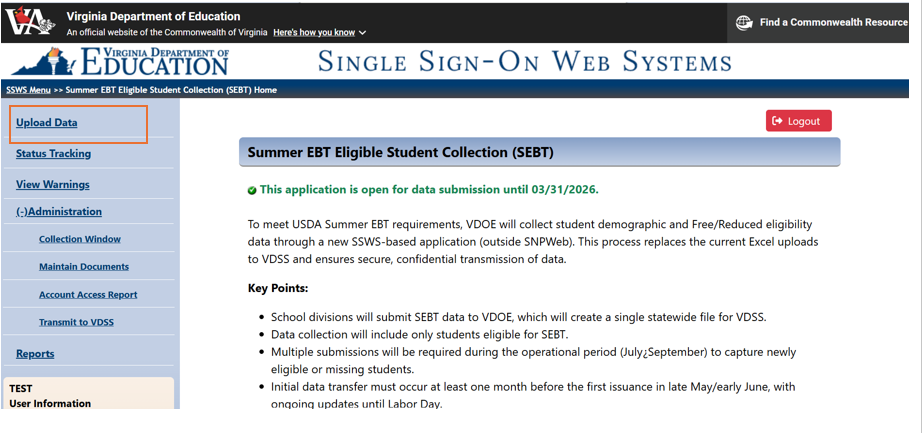 Virginia Department of Education
An official website of the Commonwealth of Virginia Here's how you know
Find a Commonwealth Resource
VIRGINIA DEPARTMENT OF
EDUCATION
SINGLE SIGN-ON WEB SYSTEMS
SSWS Menu >> Summer EBT Eligible Student Collection (SEBT) Home
Upload Data
Status Tracking
View Warnings
(-)Administration
Collection Window
Maintain Documents
Account Access Report
Transmit to VDSS
Reports
TEST
User Information
Logout
Summer EBT Eligible Student Collection (SEBT)
This application is open for data submission until 03/31/2026.
To meet USDA Summer EBT requirements, VDOE will collect student demographic and Free/Reduced eligibility
data through a new SSWS-based application (outside SNPWeb). This process replaces the current Excel uploads
to VDSS and ensures secure, confidential transmission of data.
Key Points:
• School divisions will submit SEBT data to VDOE, which will create a single statewide file for VDSS.
• Data collection will include only students eligible for SEBT.
• Multiple submissions will be required during the operational period (July¿September) to capture newly
eligible or missing students.
• Initial data transfer must occur at least one month before the first issuance in late May/early June, with
ongoing updates until Labor Day.